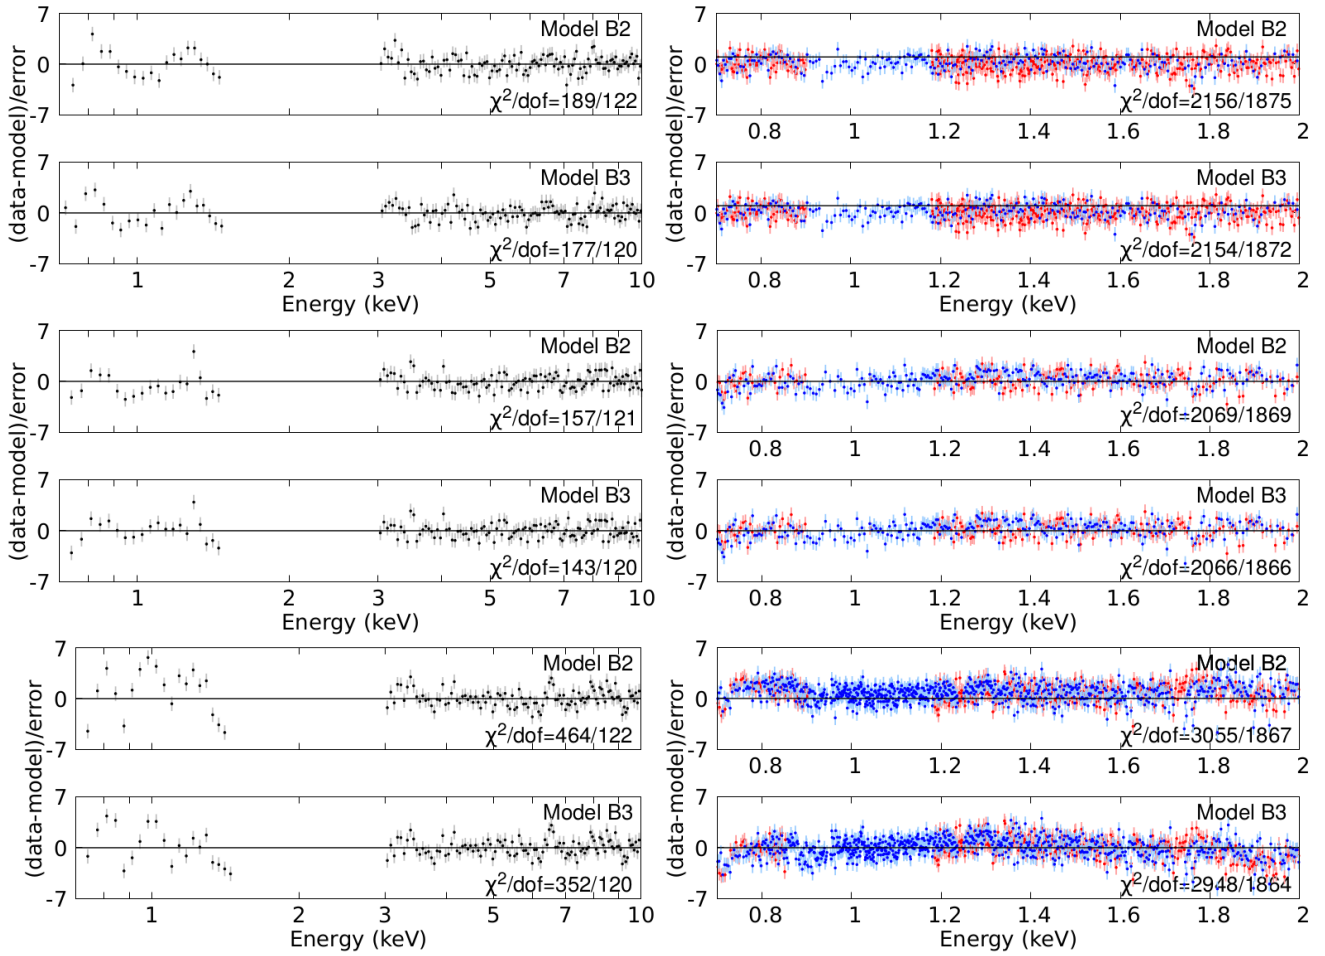 7
Model B2
0
χ²/dof=189/122
-7
7
Model B3
0
χ²/dof=177/120
-7
1 2 3 5 7 10
Energy (keV)
(data-model)/error
7
Model B2
0
χ²/dof=2156/1875
-7
0.8 1 1.2 1.4 1.6 1.8 2
7
Model B3
0
χ²/dof=2154/1872
-7
0.8 1 1.2 1.4 1.6 1.8 2
Energy (keV)
(data-model)/error
7
Model B2
0
χ²/dof=157/121
-7
7
Model B3
0
χ²/dof=143/120
-7
1 2 3 5 7 10
Energy (keV)
(data-model)/error
7
Model B2
0
χ²/dof=2069/1869
-7
0.8 1 1.2 1.4 1.6 1.8 2
7
Model B3
0
χ²/dof=2066/1866
-7
0.8 1 1.2 1.4 1.6 1.8 2
Energy (keV)
(data-model)/error
7
Model B2
0
χ²/dof=464/122
-7
7
Model B3
0
χ²/dof=352/120
-7
1 2 3 5 7 10
Energy (keV)
(data-model)/error
7
Model B2
0
χ²/dof=3055/1867
-7
0.8 1 1.2 1.4 1.6 1.8 2
7
Model B3
0
χ²/dof=2948/1864
-7
0.8 1 1.2 1.4 1.6 1.8 2
Energy (keV)
(data-model)/error